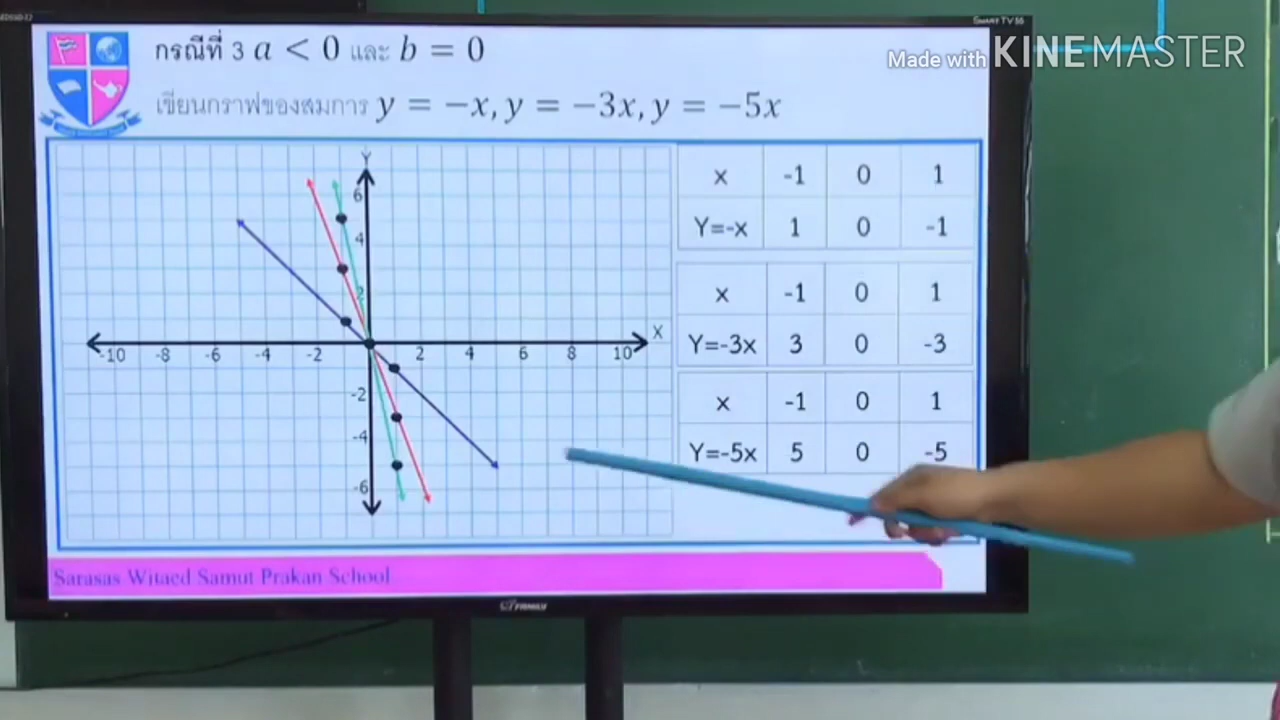 SMART TV 55
Made with KINEMASTER
กรณีที่ 3 a < 0 และ b = 0
เขียนกราฟของสมการ y = −x, y = −3x, y = −5x
Y
6
4
2
-10 -8 -6 -4 -2 2 4 6 8 10 X
-2
-4
-6
x -1 0 1
Y=-x 1 0 -1
x -1 0 1
Y=-3x 3 0 -3
x -1 0 1
Y=-5x 5 0 -5
Sarasas Witaed Samut Prakan School